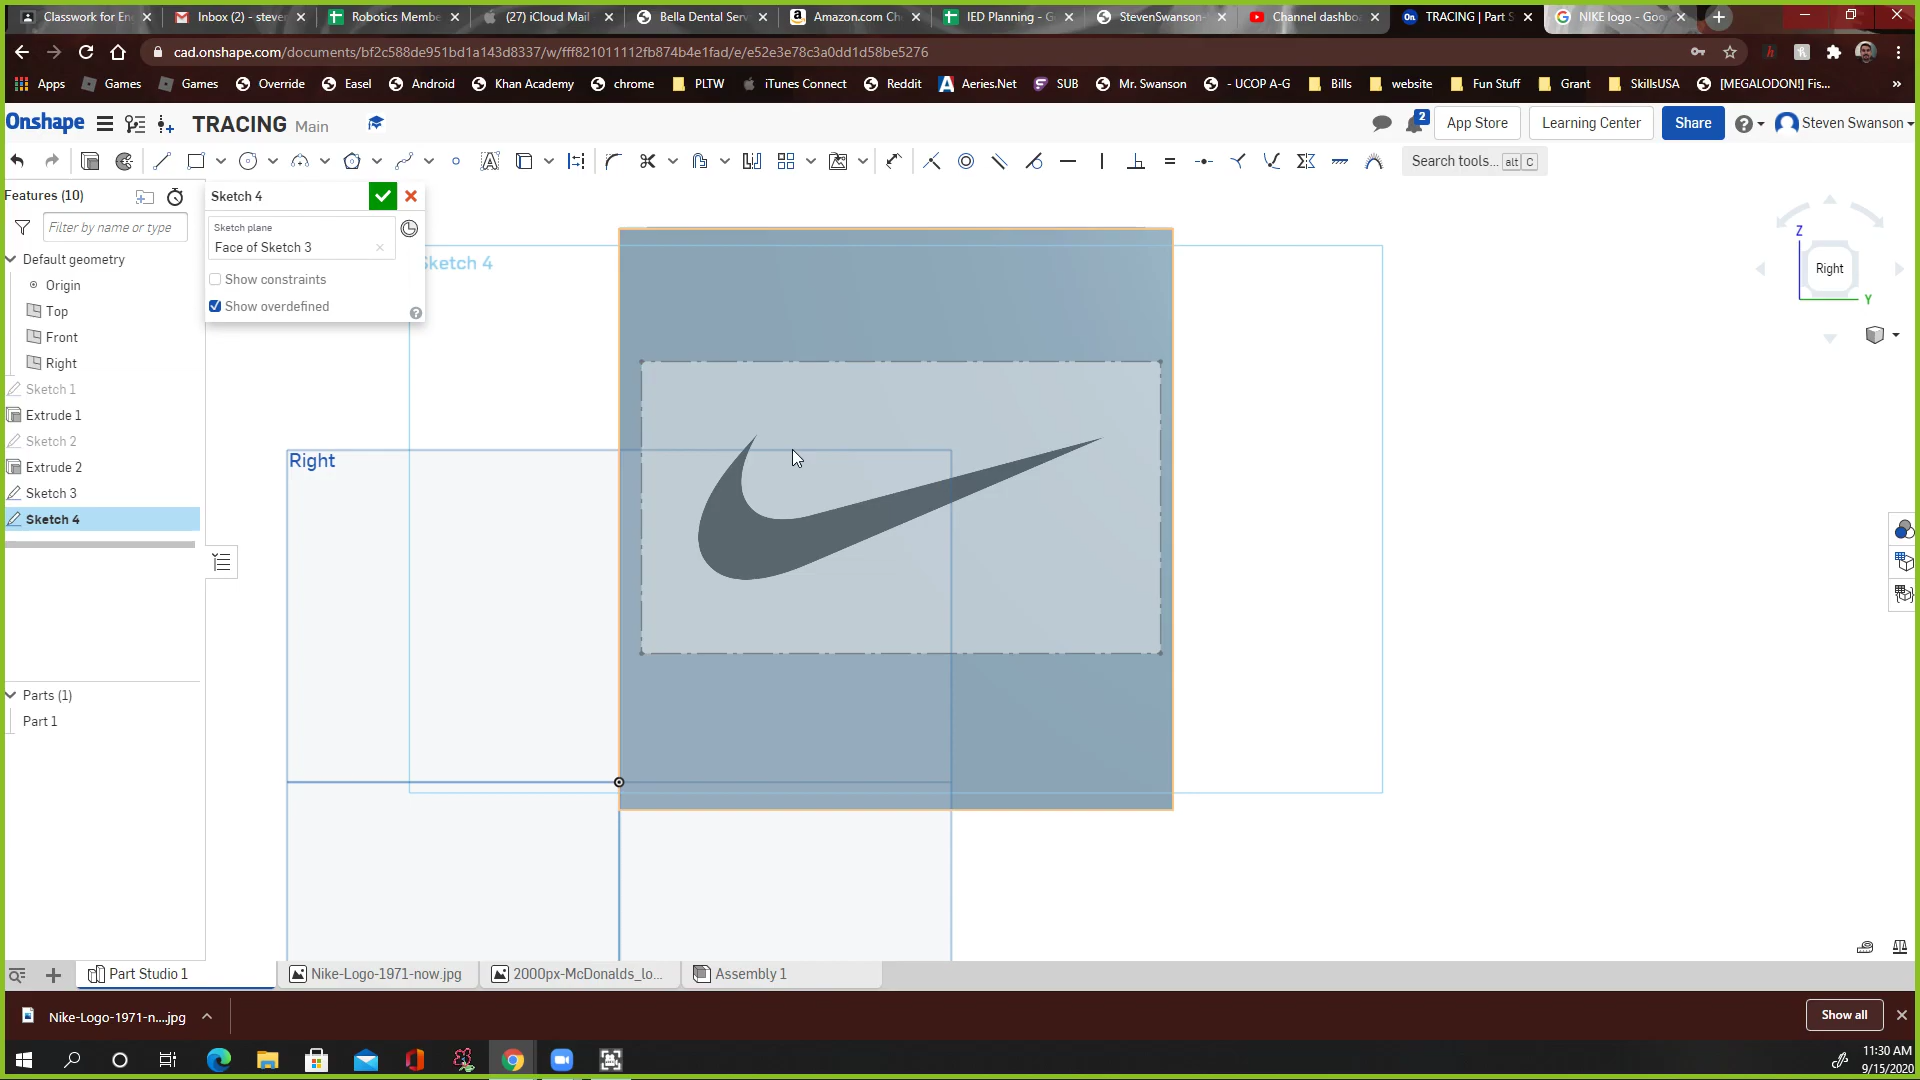 Classwork for En
Inbox (2) - steve
Robotics Membe
(27) iCloud Mail
Bella Dental Ser
Amazon.com Ch
IED Planning - G
StevenSwanson-
Channel dashbo
TRACING | Part S
NIKE logo - Goo
cad.onshape.com/documents/bf2c588de951bd1a143d8337/w/fff821011112fb874b4e1fad/e/e52e3e78c3a0dd1d58be5276
Apps
Games
Games
Override
Easel
Android
Khan Academy
chrome
PLTW
iTunes Connect
Reddit
Aeries.Net
SUB
Mr. Swanson
- UCOP A-G
Bills
website
Fun Stuff
Grant
SkillsUSA
[MEGALODON!] Fis...
»
Onshape
TRACING Main
2
App Store
Learning Center
Share
Steven Swanson
Search tools... alt C
Features (10)
Filter by name or type
Default geometry
Origin
Top
Front
Right
Sketch 1
Extrude 1
Sketch 2
Extrude 2
Sketch 3
Sketch 4
Parts (1)
Part 1
Sketch 4
Sketch plane
Face of Sketch 3
Show constraints
Show overdefined
Sketch 4
Right
Z
Right
Y
Part Studio 1
Nike-Logo-1971-now.jpg
2000px-McDonalds_lo...
Assembly 1
Nike-Logo-1971-n....jpg
Show all
11:30 AM
9/15/2020